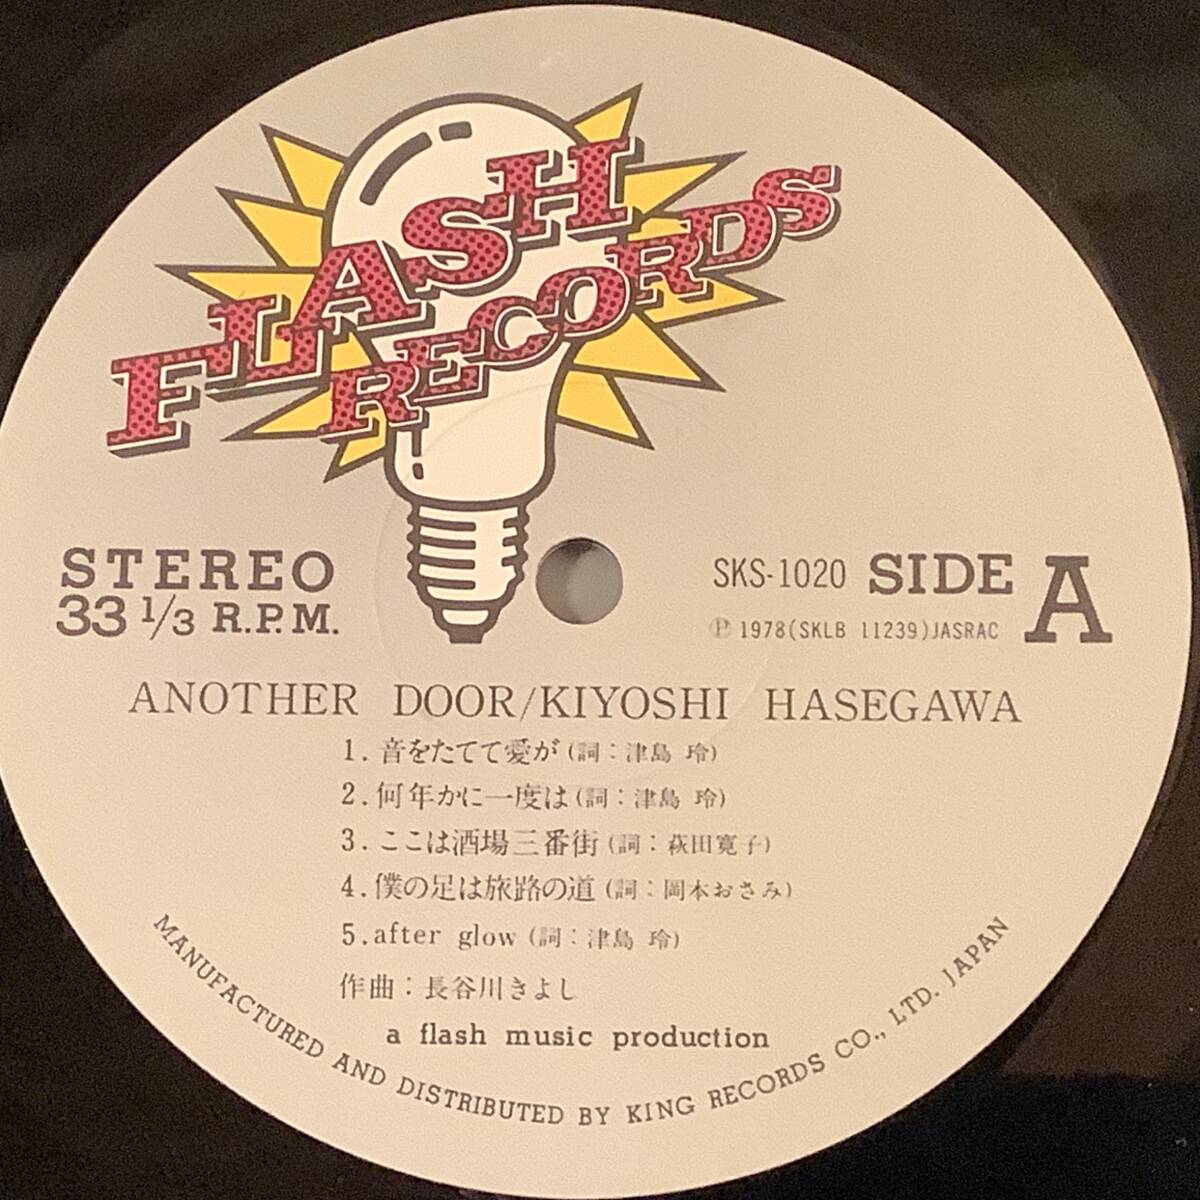 FLASH
RECORDS
STEREO
33 1/3 R.P.M.
SKS-1020 SIDE A
Ⓟ 1978(SKLB 11239)JASRAC
ANOTHER DOOR/KIYOSHI HASEGAWA
1. 音をたてて愛が (詞：津島 玲)
2. 何年かに一度は (詞：津島 玲)
3. ここは酒場三番街 (詞：萩田寛子)
4. 僕の足は旅路の道 (詞：岡本おさみ)
5. after glow (詞：津島 玲)
作曲：長谷川きよし
a flash music production
MANUFACTURED AND DISTRIBUTED BY KING RECORDS CO., LTD. JAPAN